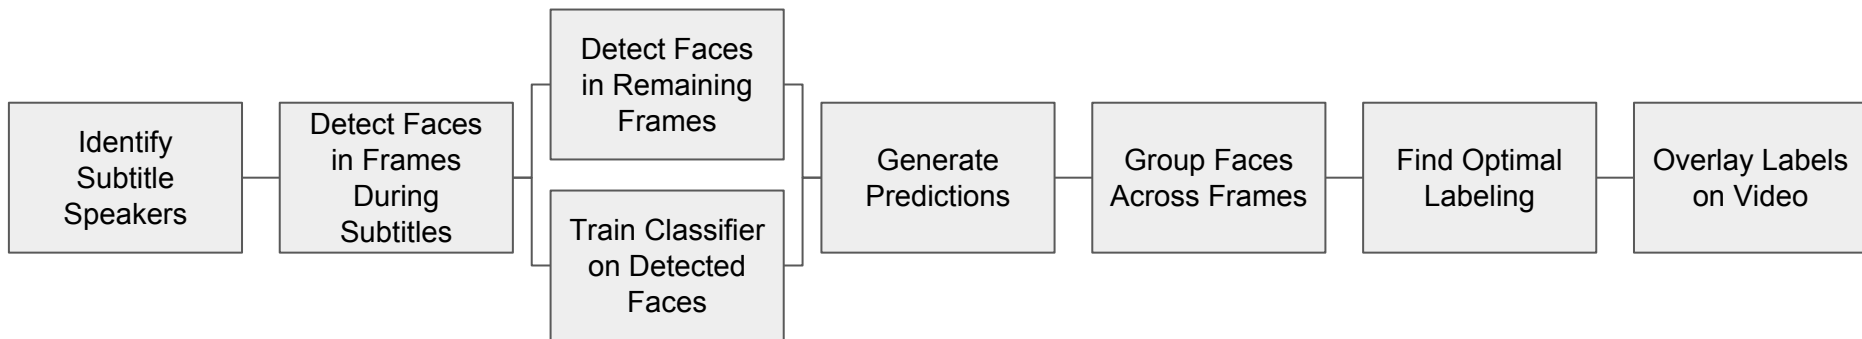 Identify
Subtitle
Speakers
Detect Faces
in Frames
During
Subtitles
Detect Faces
in Remaining
Frames
Train Classifier
on Detected
Faces
Generate
Predictions
Group Faces
Across Frames
Find Optimal
Labeling
Overlay Labels
on Video